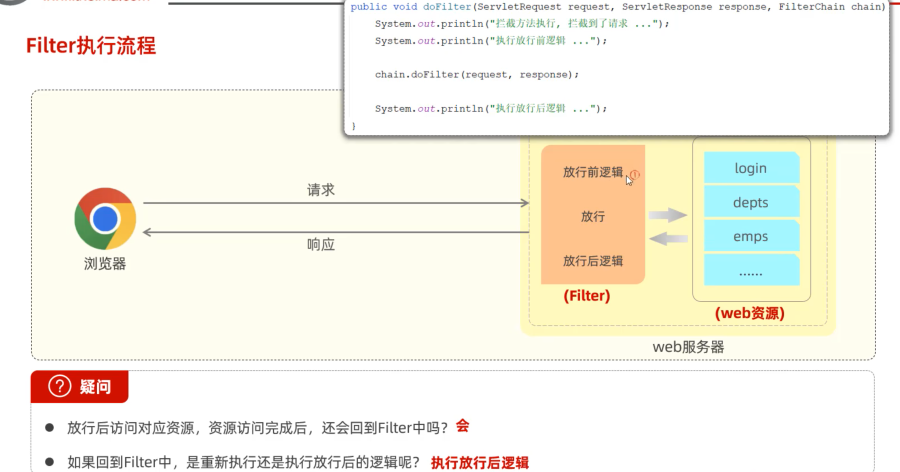 public void doFilter(ServletRequest request, ServletResponse response, FilterChain chain)
System.out.println("拦截方法执行, 拦截到了请求 ...");
System.out.println("执行放行前逻辑 ...");
chain.doFilter(request, response);
System.out.println("执行放行后逻辑 ...");
}
Filter执行流程
请求
响应
浏览器
放行前逻辑
①
放行
放行后逻辑
(Filter)
login
depts
emps
......
(web资源)
web服务器
? 疑问
● 放行后访问对应资源，资源访问完成后，还会回到Filter中吗？ 会
● 如果回到Filter中，是重新执行还是执行放行后的逻辑呢？ 执行放行后逻辑